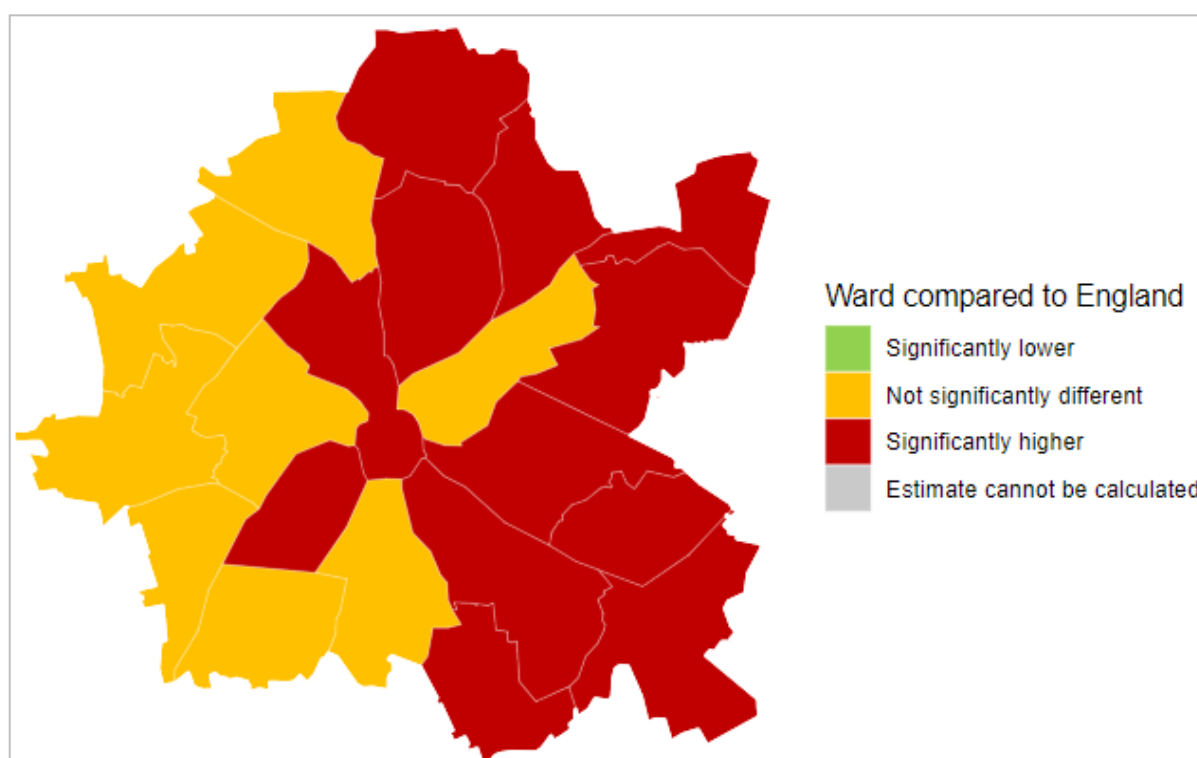 Ward compared to England
Significantly lower
Not significantly different
Significantly higher
Estimate cannot be calculated